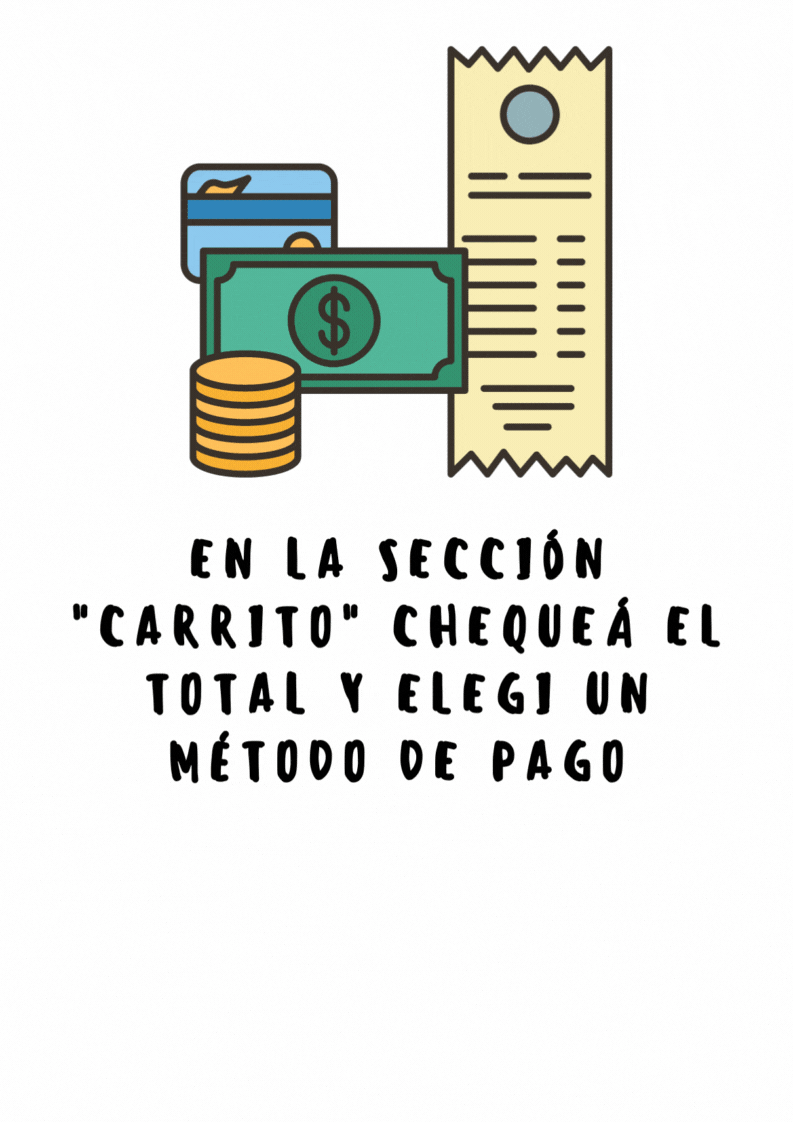 EN LA SECCIÓN
"CARRITO" CHEQUEÁ EL
TOTAL Y ELEGI UN
MÉTODO DE PAGO